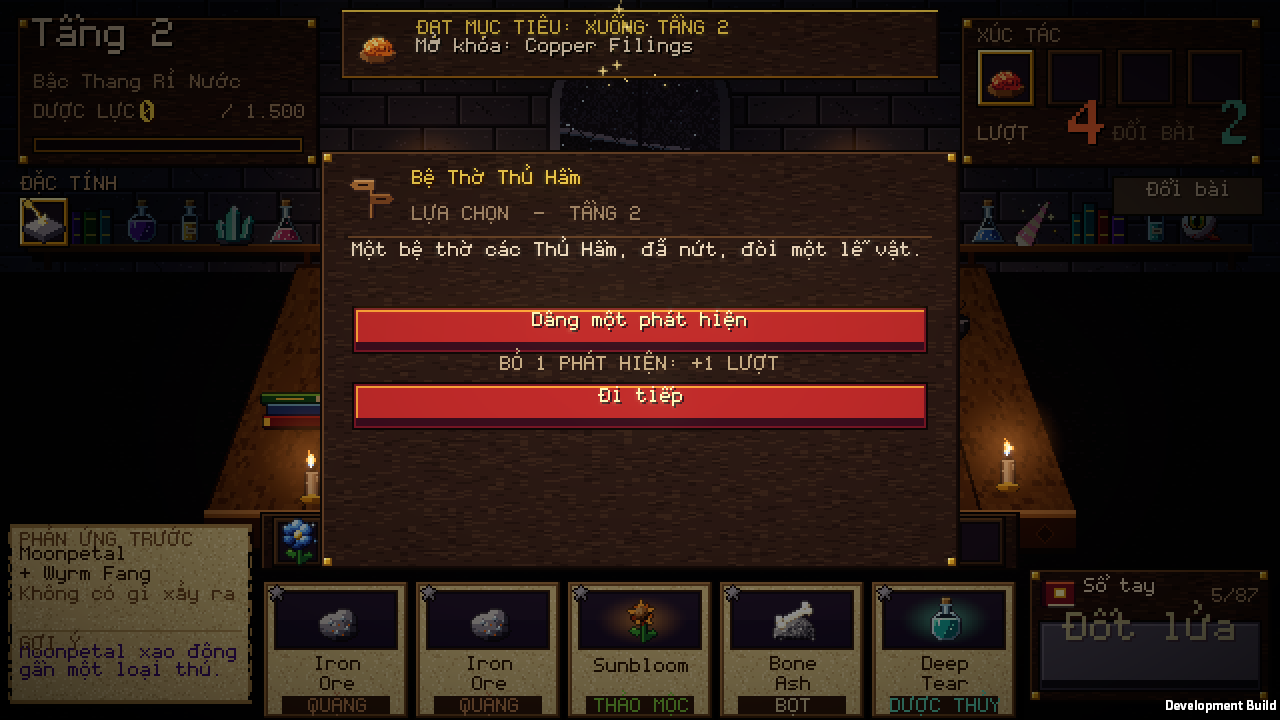 Tầng 2
Bậc Thang Rỉ Nước
DƯỢC LỰC 0 / 1.500
ĐẶC TÍNH
ĐẠT MỤC TIÊU: XUỐNG TẦNG 2
Mở khóa: Copper Filings
XÚC TÁC
LƯỢT 4 ĐỔI BÀI 2
Đổi bài
Bệ Thờ Thủ Hầm
LỰA CHỌN - TẦNG 2
Một bệ thờ các Thủ Hầm, đã nứt, đòi một lễ vật.
Dâng một phát hiện
BỎ 1 PHÁT HIỆN: +1 LƯỢT
Đi tiếp
PHẢN ỨNG TRƯỚC
Moonpetal
+ Wyrm Fang
Không có gì xảy ra
GỢI Ý
Moonpetal xao động
gần một loại thú.
Iron
Ore
QUẶNG
Iron
Ore
QUẶNG
Sunbloom
THẢO MỘC
Bone
Ash
BỘT
Deep
Tear
DƯỢC THỦY
Sổ tay
5/87
Đốt lửa
Development Build